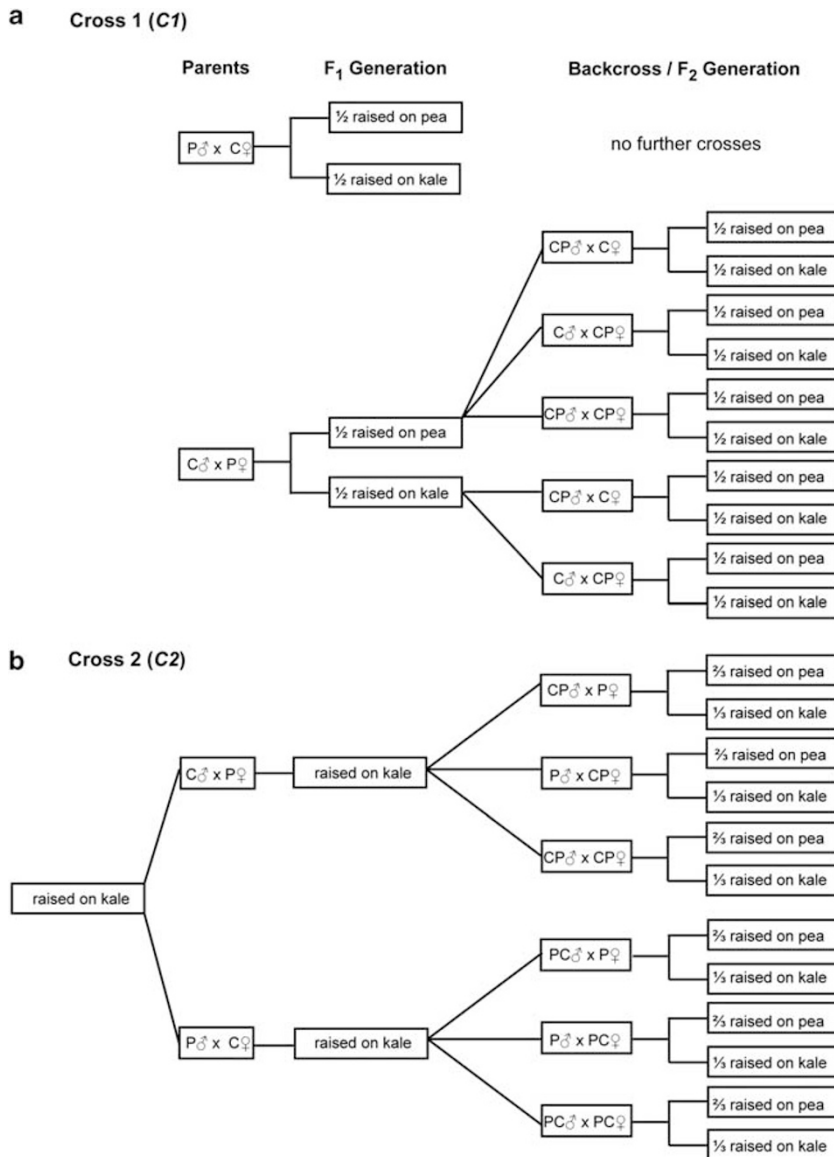 a Cross 1 (C1)
Parents F1 Generation Backcross / F2 Generation
½ raised on pea
P♂ x C♀
no further crosses
½ raised on kale
½ raised on pea
CP♂ x C♀
½ raised on kale
½ raised on pea
C♂ x CP♀
½ raised on kale
½ raised on pea
CP♂ x CP♀
½ raised on pea
½ raised on kale
C♂ x P♀
½ raised on pea
½ raised on kale
CP♂ x C♀
½ raised on kale
½ raised on pea
C♂ x CP♀
½ raised on kale
b Cross 2 (C2)
⅔ raised on pea
CP♂ x P♀
⅓ raised on kale
⅔ raised on pea
C♂ x P♀
raised on kale
P♂ x CP♀
⅓ raised on kale
⅔ raised on pea
CP♂ x CP♀
⅓ raised on kale
raised on kale
⅔ raised on pea
PC♂ x P♀
⅓ raised on kale
⅔ raised on pea
P♂ x C♀
raised on kale
P♂ x PC♀
⅓ raised on kale
⅔ raised on pea
PC♂ x PC♀
⅓ raised on kale